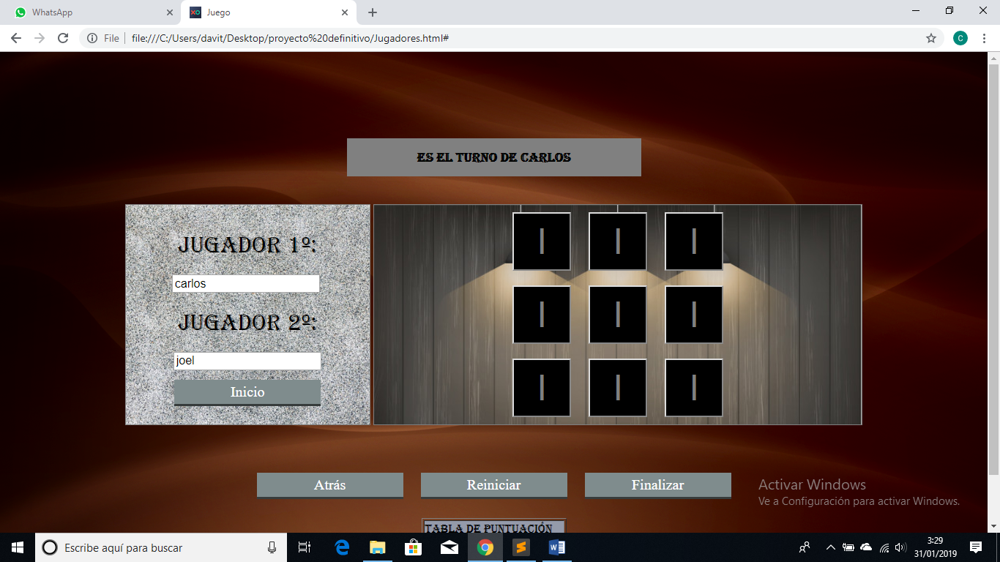 WhatsApp
XO
Juego
File
file:///C:/Users/davit/Desktop/proyecto%20definitivo/Jugadores.html#
C
ES EL TURNO DE CARLOS
JUGADOR 1º:
carlos
JUGADOR 2º:
joel
Inicio
| | |
| | |
| | |
Atrás
Reiniciar
Finalizar
Activar Windows
Ve a Configuración para activar Windows.
TABLA DE PUNTUACIÓN
Escribe aquí para buscar
3:29
31/01/2019